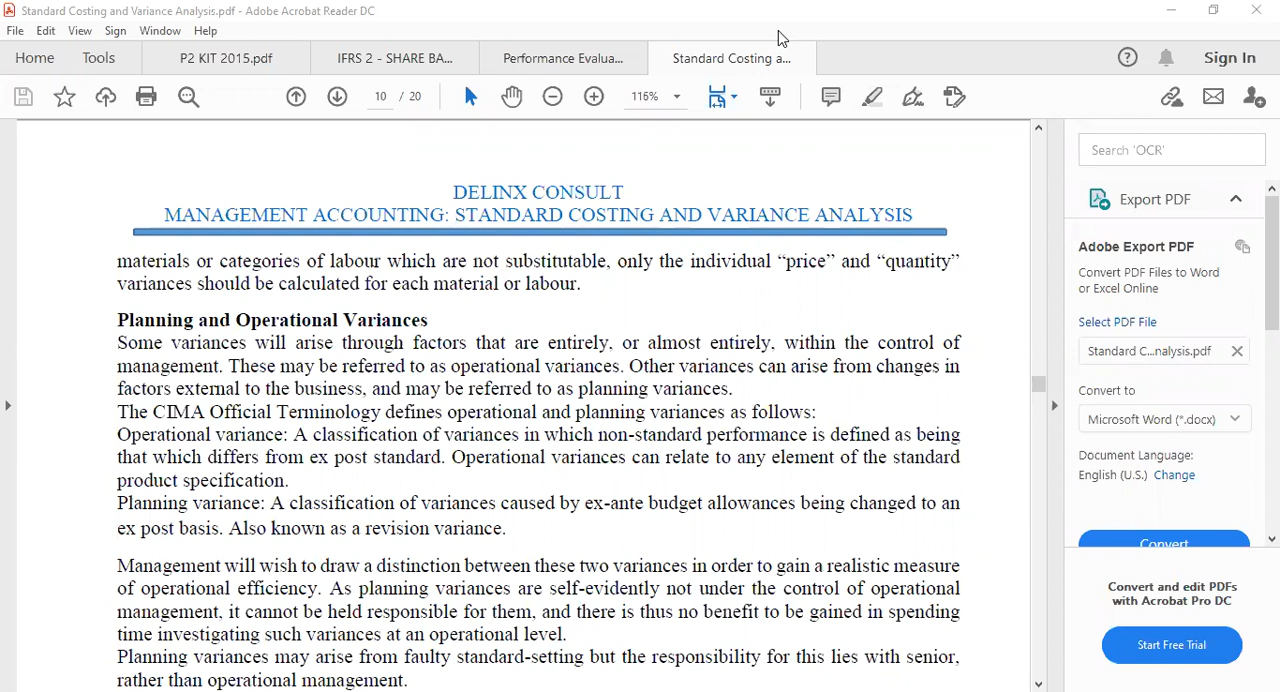 Standard Costing and Variance Analysis.pdf - Adobe Acrobat Reader DC
File Edit View Sign Window Help
Home Tools P2 KIT 2015.pdf IFRS 2 - SHARE BA... Performance Evalua... Standard Costing a... Sign In
10 / 20 116%
DELINX CONSULT
MANAGEMENT ACCOUNTING: STANDARD COSTING AND VARIANCE ANALYSIS
materials or categories of labour which are not substitutable, only the individual “price” and “quantity”
variances should be calculated for each material or labour.
Planning and Operational Variances
Some variances will arise through factors that are entirely, or almost entirely, within the control of
management. These may be referred to as operational variances. Other variances can arise from changes in
factors external to the business, and may be referred to as planning variances.
The CIMA Official Terminology defines operational and planning variances as follows:
Operational variance: A classification of variances in which non-standard performance is defined as being
that which differs from ex post standard. Operational variances can relate to any element of the standard
product specification.
Planning variance: A classification of variances caused by ex-ante budget allowances being changed to an
ex post basis. Also known as a revision variance.
Management will wish to draw a distinction between these two variances in order to gain a realistic measure
of operational efficiency. As planning variances are self-evidently not under the control of operational
management, it cannot be held responsible for them, and there is thus no benefit to be gained in spending
time investigating such variances at an operational level.
Planning variances may arise from faulty standard-setting but the responsibility for this lies with senior,
rather than operational management.
Search 'OCR'
Export PDF
Adobe Export PDF
Convert PDF Files to Word
or Excel Online
Select PDF File
Standard C...nalysis.pdf
Convert to
Microsoft Word (*.docx)
Document Language:
English (U.S.) Change
Convert
Convert and edit PDFs
with Acrobat Pro DC
Start Free Trial